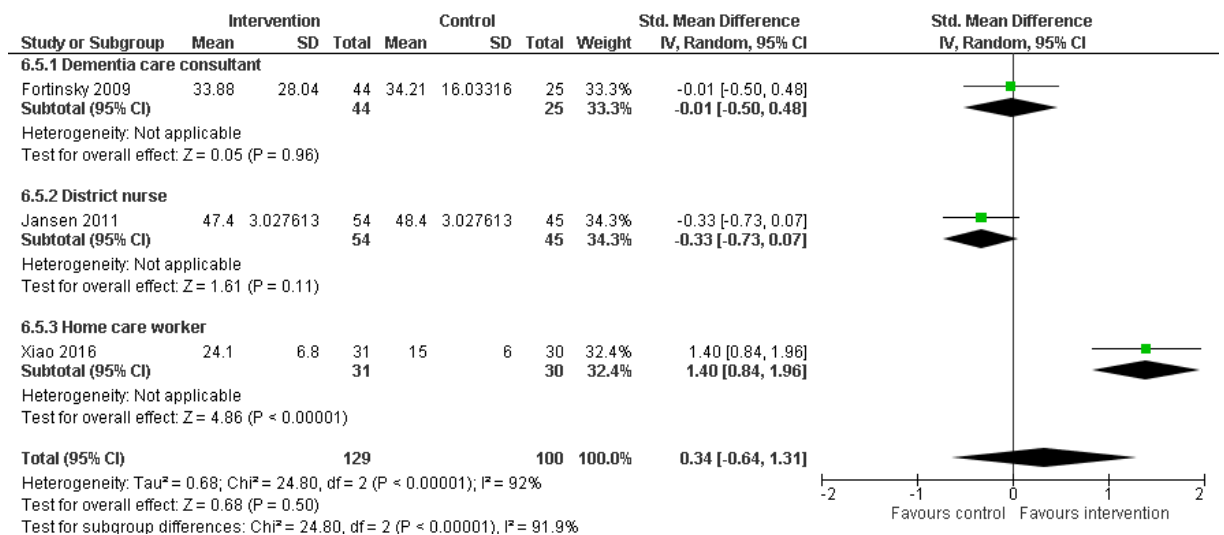 Intervention Control Std. Mean Difference Std. Mean Difference
Study or Subgroup Mean SD Total Mean SD Total Weight IV, Random, 95% CI IV, Random, 95% CI
6.5.1 Dementia care consultant
Fortinsky 2009 33.88 28.04 44 34.21 16.03316 25 33.3% -0.01 [-0.50, 0.48]
Subtotal (95% CI) 44 25 33.3% -0.01 [-0.50, 0.48]
Heterogeneity: Not applicable
Test for overall effect: Z = 0.05 (P = 0.96)
6.5.2 District nurse
Jansen 2011 47.4 3.027613 54 48.4 3.027613 45 34.3% -0.33 [-0.73, 0.07]
Subtotal (95% CI) 54 45 34.3% -0.33 [-0.73, 0.07]
Heterogeneity: Not applicable
Test for overall effect: Z = 1.61 (P = 0.11)
6.5.3 Home care worker
Xiao 2016 24.1 6.8 31 15 6 30 32.4% 1.40 [0.84, 1.96]
Subtotal (95% CI) 31 30 32.4% 1.40 [0.84, 1.96]
Heterogeneity: Not applicable
Test for overall effect: Z = 4.86 (P < 0.00001)
Total (95% CI) 129 100 100.0% 0.34 [-0.64, 1.31]
Heterogeneity: Tau² = 0.68; Chi² = 24.80, df = 2 (P < 0.00001); I² = 92%
Test for overall effect: Z = 0.68 (P = 0.50)
Test for subgroup differences: Chi² = 24.80, df = 2 (P < 0.00001), I² = 91.9%
-2 -1 0 1 2
Favours control Favours intervention